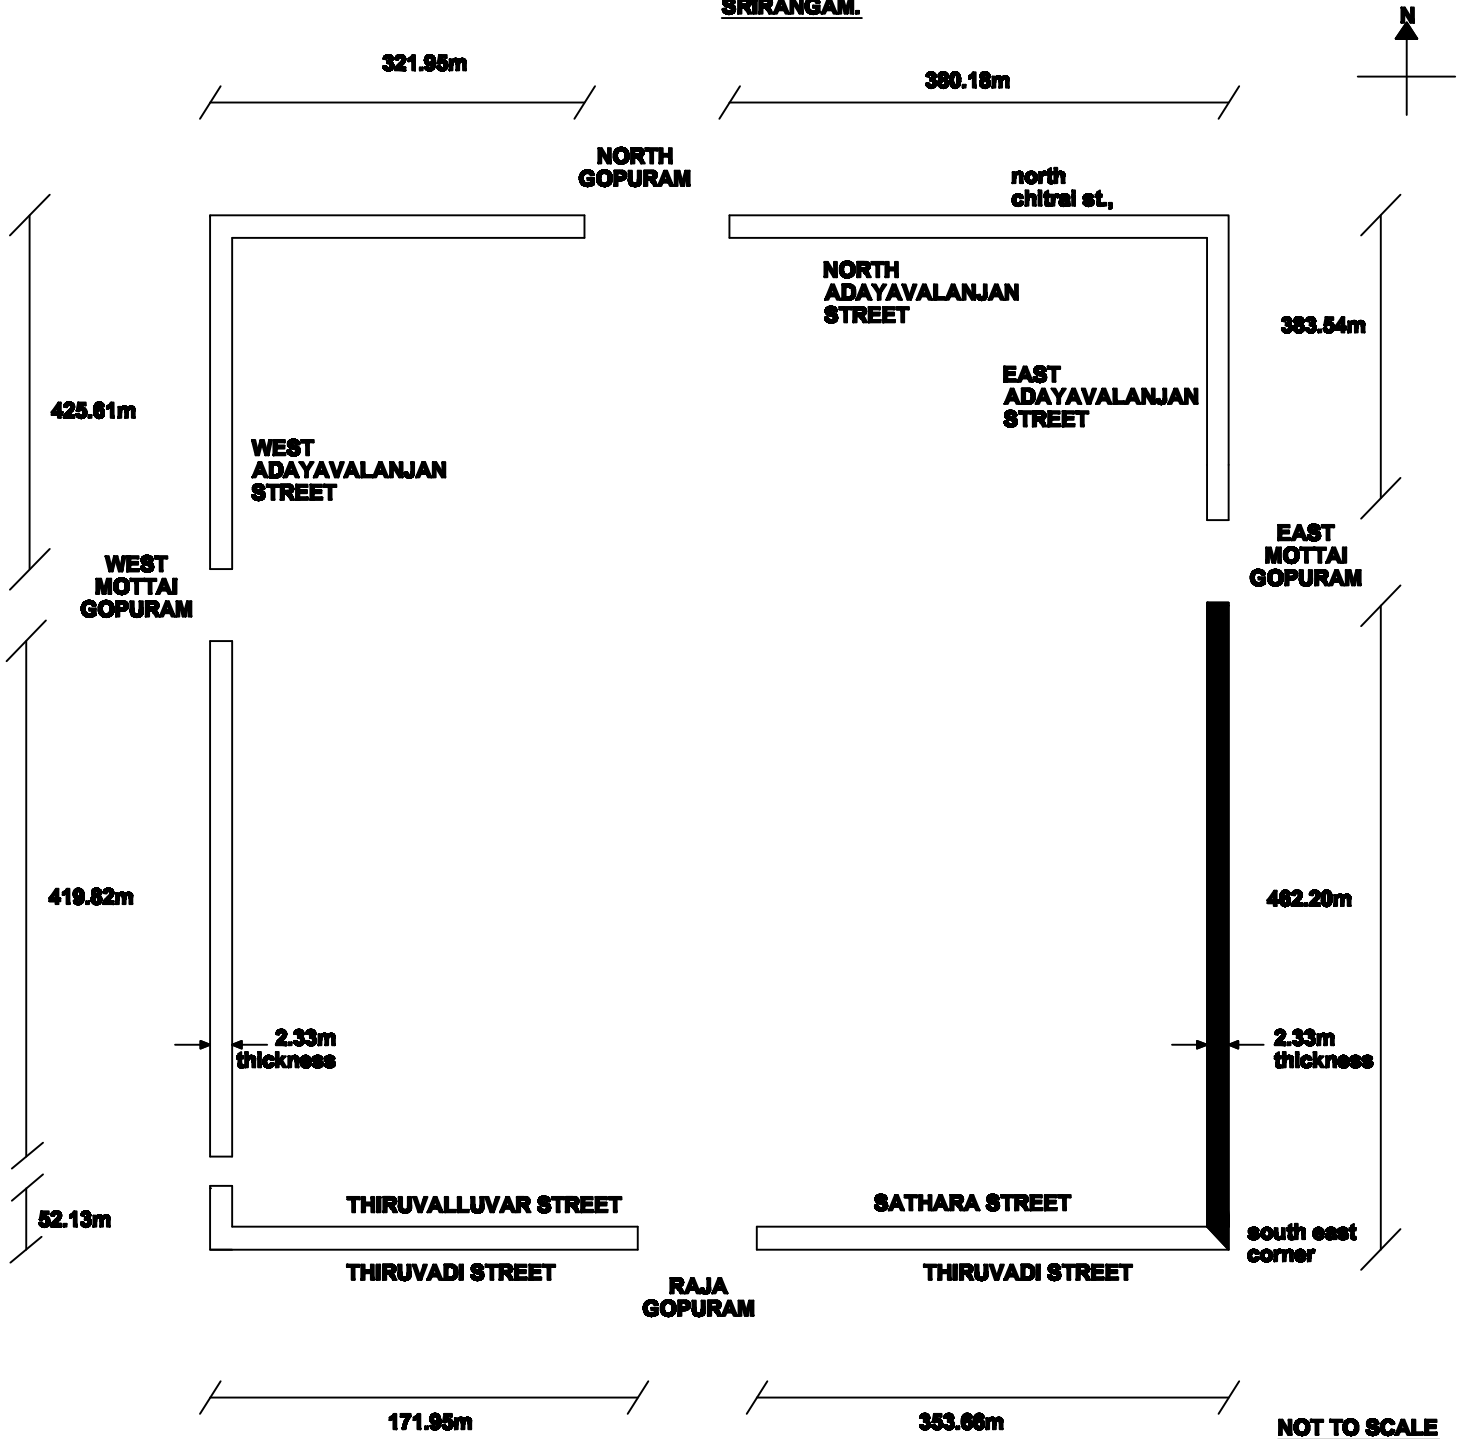 SRIRANGAM.
N
321.95m
380.18m
NORTH
GOPURAM
north
chitrai st.,
NORTH
ADAYAVALANJAN
STREET
383.54m
EAST
ADAYAVALANJAN
STREET
425.61m
WEST
ADAYAVALANJAN
STREET
EAST
MOTTAI
GOPURAM
WEST
MOTTAI
GOPURAM
419.82m
462.20m
2.33m
thickness
2.33m
thickness
52.13m
THIRUVALLUVAR STREET
SATHARA STREET
south east
corner
THIRUVADI STREET
THIRUVADI STREET
RAJA
GOPURAM
171.95m
353.66m
NOT TO SCALE